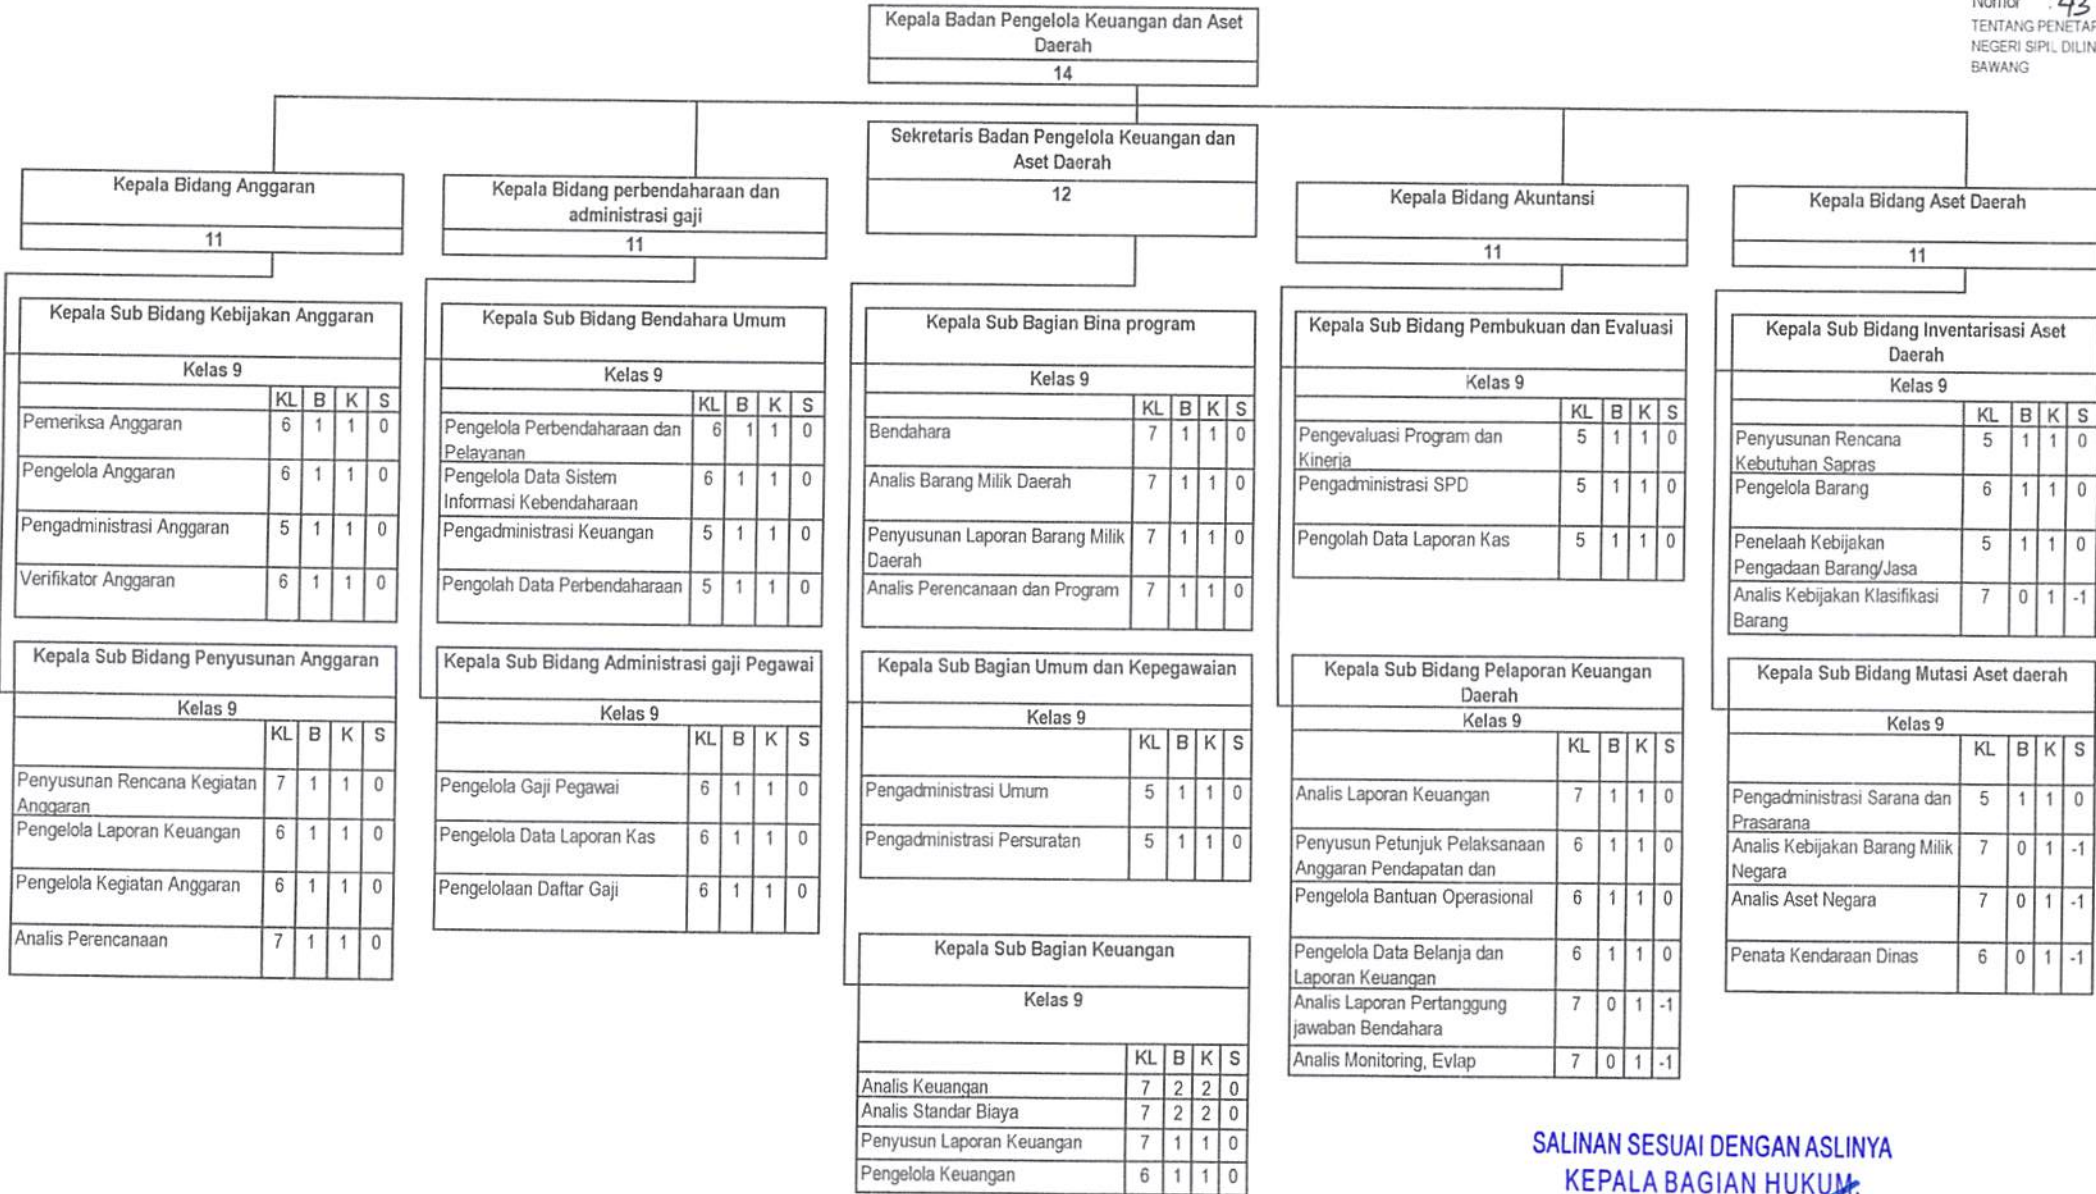 Nomor : 43
TENTANG PENETAP
NEGERI SIPIL DILIN
BAWANG
Kepala Badan Pengelola Keuangan dan Aset
Daerah
14
Sekretaris Badan Pengelola Keuangan dan
Aset Daerah
12
Kepala Bidang Anggaran
11
Kepala Bidang perbendaharaan dan
administrasi gaji
11
Kepala Bidang Akuntansi
11
Kepala Bidang Aset Daerah
11
Kepala Sub Bidang Kebijakan Anggaran
Kelas 9
KL B K S
Pemeriksa Anggaran 6 1 1 0
Pengelola Anggaran 6 1 1 0
Pengadministrasi Anggaran 5 1 1 0
Verifikator Anggaran 6 1 1 0
Kepala Sub Bidang Penyusunan Anggaran
Kelas 9
KL B K S
Penyusunan Rencana Kegiatan 7 1 1 0
Anggaran
Pengelola Laporan Keuangan 6 1 1 0
Pengelola Kegiatan Anggaran 6 1 1 0
Analis Perencanaan 7 1 1 0
Kepala Sub Bidang Bendahara Umum
Kelas 9
KL B K S
Pengelola Perbendaharaan dan 6 1 1 0
Pelayanan
Pengelola Data Sistem 6 1 1 0
Informasi Kebendaharaan
Pengadministrasi Keuangan 5 1 1 0
Pengolah Data Perbendaharaan 5 1 1 0
Kepala Sub Bidang Administrasi gaji Pegawai
Kelas 9
KL B K S
Pengelola Gaji Pegawai 6 1 1 0
Pengelola Data Laporan Kas 6 1 1 0
Pengelolaan Daftar Gaji 6 1 1 0
Kepala Sub Bagian Bina program
Kelas 9
KL B K S
Bendahara 7 1 1 0
Analis Barang Milik Daerah 7 1 1 0
Penyusunan Laporan Barang Milik 7 1 1 0
Daerah
Analis Perencanaan dan Program 7 1 1 0
Kepala Sub Bagian Umum dan Kepegawaian
Kelas 9
KL B K S
Pengadministrasi Umum 5 1 1 0
Pengadministrasi Persuratan 5 1 1 0
Kepala Sub Bagian Keuangan
Kelas 9
KL B K S
Analis Keuangan 7 2 2 0
Analis Standar Biaya 7 2 2 0
Penyusun Laporan Keuangan 7 1 1 0
Pengelola Keuangan 6 1 1 0
Kepala Sub Bidang Pembukuan dan Evaluasi
Kelas 9
KL B K S
Pengevaluasi Program dan 5 1 1 0
Kinerja
Pengadministrasi SPD 5 1 1 0
Pengolah Data Laporan Kas 5 1 1 0
Kepala Sub Bidang Pelaporan Keuangan
Daerah
Kelas 9
KL B K S
Analis Laporan Keuangan 7 1 1 0
Penyusun Petunjuk Pelaksanaan 6 1 1 0
Anggaran Pendapatan dan
Pengelola Bantuan Operasional 6 1 1 0
Pengelola Data Belanja dan 6 1 1 0
Laporan Keuangan
Analis Laporan Pertanggung 7 0 1 -1
jawaban Bendahara
Analis Monitoring, Evlap 7 0 1 -1
Kepala Sub Bidang Inventarisasi Aset
Daerah
Kelas 9
KL B K S
Penyusunan Rencana 5 1 1 0
Kebutuhan Sapras
Pengelola Barang 6 1 1 0
Penelaah Kebijakan 5 1 1 0
Pengadaan Barang/Jasa
Analis Kebijakan Klasifikasi 7 0 1 -1
Barang
Kepala Sub Bidang Mutasi Aset daerah
Kelas 9
KL B K S
Pengadministrasi Sarana dan 5 1 1 0
Prasarana
Analis Kebijakan Barang Milik 7 0 1 -1
Negara
Analis Aset Negara 7 0 1 -1
Penata Kendaraan Dinas 6 0 1 -1
SALINAN SESUAI DENGAN ASLINYA
KEPALA BAGIAN HUKUM